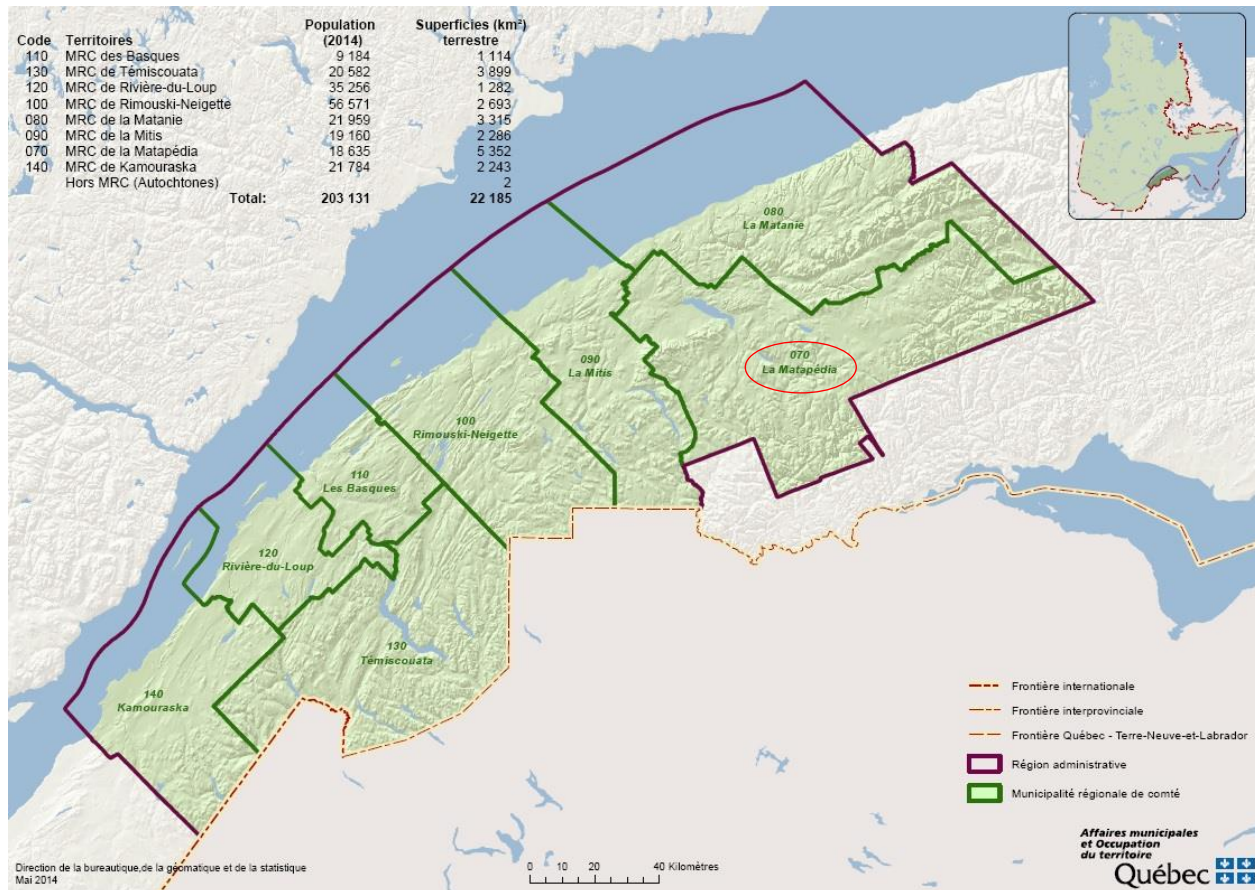 Population Superficies (km²)
Code Territoires (2014) terrestre
110 MRC des Basques 9 184 1 114
130 MRC de Témiscouata 20 582 3 899
120 MRC de Rivière-du-Loup 35 256 1 282
100 MRC de Rimouski-Neigette 56 571 2 693
080 MRC de la Matanie 21 959 3 315
090 MRC de la Mitis 19 160 2 286
070 MRC de la Matapédia 18 635 5 352
140 MRC de Kamouraska 21 784 2 243
Hors MRC (Autochtones) 2
Total: 203 131 22 185
080
La Matanie
090
La Mitis
070
La Matapédia
100
Rimouski-Neigette
110
Les Basques
120
Rivière-du-Loup
130
Témiscouata
140
Kamouraska
Frontière internationale
Frontière interprovinciale
Frontière Québec - Terre-Neuve-et-Labrador
Région administrative
Municipalité régionale de comté
Direction de la bureautique,de la géomatique et de la statistique
Mai 2014
0 10 20 40 Kilomètres
Affaires municipales
et Occupation
du territoire
Québec